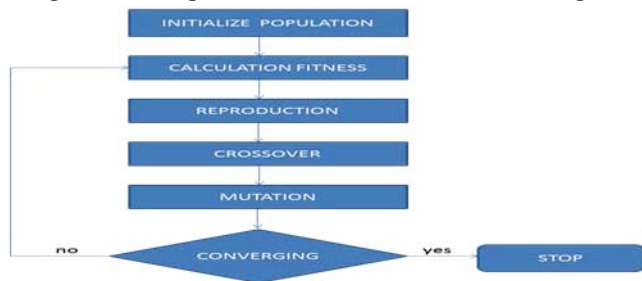 INITIALIZE POPULATION
CALCULATION FITNESS
REPRODUCTION
CROSSOVER
MUTATION
no
CONVERGING
yes
STOP